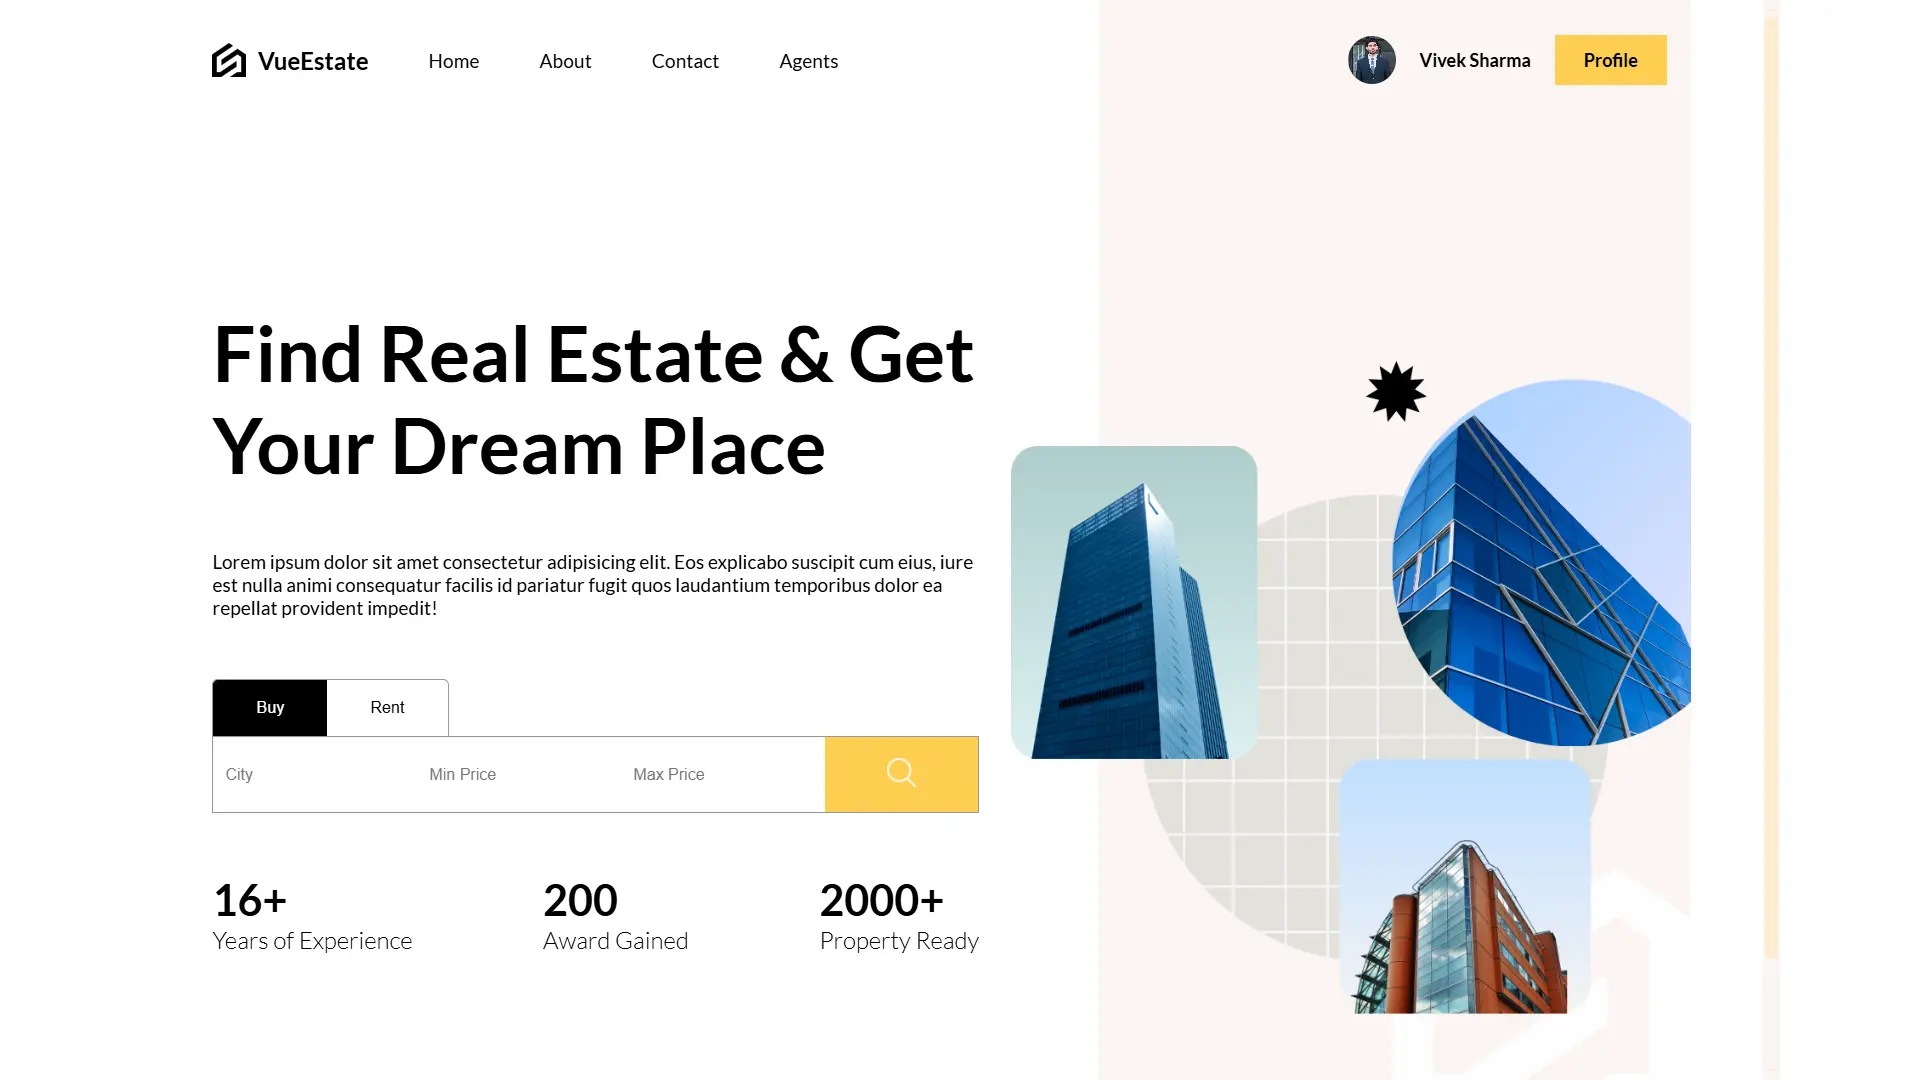 VueEstate
Home
About
Contact
Agents
Vivek Sharma
Profile
Find Real Estate & Get
Your Dream Place
Lorem ipsum dolor sit amet consectetur adipisicing elit. Eos explicabo suscipit cum eius, iure
est nulla animi consequatur facilis id pariatur fugit quos laudantium temporibus dolor ea
repellat provident impedit!
Buy
Rent
City
Min Price
Max Price
16+
Years of Experience
200
Award Gained
2000+
Property Ready